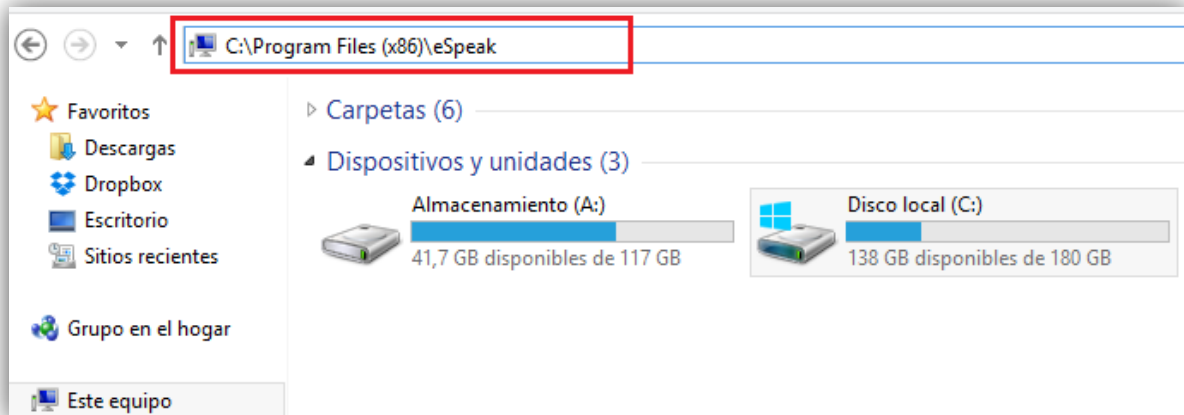 C:\Program Files (x86)\eSpeak
Favoritos
Descargas
Dropbox
Escritorio
Sitios recientes
Grupo en el hogar
Este equipo
Carpetas (6)
Dispositivos y unidades (3)
Almacenamiento (A:)
41,7 GB disponibles de 117 GB
Disco local (C:)
138 GB disponibles de 180 GB